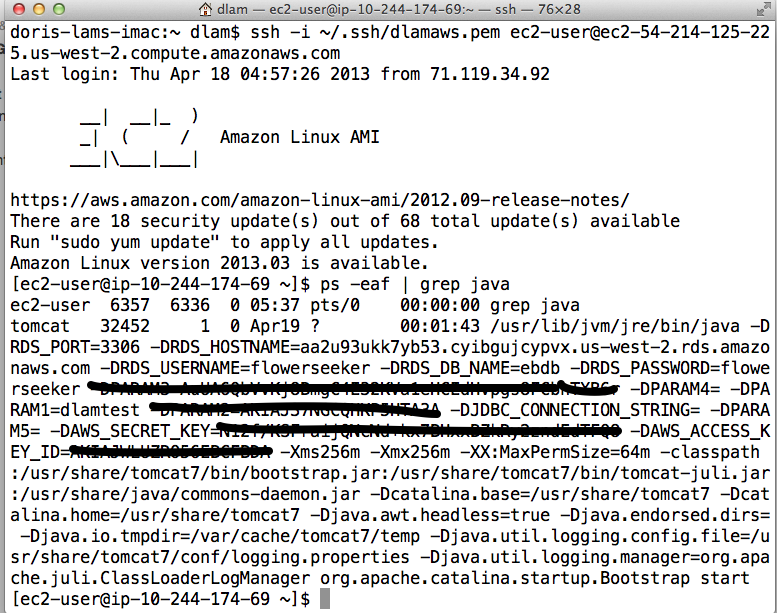 dlam — ec2-user@ip-10-244-174-69:~ — ssh — 76×28
doris-lams-imac:~ dlam$ ssh -i ~/.ssh/dlamaws.pem ec2-user@ec2-54-214-125-22
5.us-west-2.compute.amazonaws.com
Last login: Thu Apr 18 04:57:26 2013 from 71.119.34.92
__|  __|_  )
_|  (     /   Amazon Linux AMI
___|\___|___|
https://aws.amazon.com/amazon-linux-ami/2012.09-release-notes/
There are 18 security update(s) out of 68 total update(s) available
Run "sudo yum update" to apply all updates.
Amazon Linux version 2013.03 is available.
[ec2-user@ip-10-244-174-69 ~]$ ps -eaf | grep java
ec2-user  6357  6336  0 05:37 pts/0    00:00:00 grep java
tomcat   32452     1  0 Apr19 ?        00:01:43 /usr/lib/jvm/jre/bin/java -D
RDS_PORT=3306 -DRDS_HOSTNAME=aa2u93ukk7yb53.cyibgujcypvx.us-west-2.rds.amazo
naws.com -DRDS_USERNAME=flowerseeker -DRDS_DB_NAME=ebdb -DRDS_PASSWORD=flowe
rseeker -DPARAM4= -DPA
RAM1=dlamtest -DJDBC_CONNECTION_STRING= -DPARA
M5= -DAWS_SECRET_KEY= -DAWS_ACCESS_K
EY_ID= -Xms256m -Xmx256m -XX:MaxPermSize=64m -classpath
:/usr/share/tomcat7/bin/bootstrap.jar:/usr/share/tomcat7/bin/tomcat-juli.jar
:/usr/share/java/commons-daemon.jar -Dcatalina.base=/usr/share/tomcat7 -Dcat
alina.home=/usr/share/tomcat7 -Djava.awt.headless=true -Djava.endorsed.dirs=
-Djava.io.tmpdir=/var/cache/tomcat7/temp -Djava.util.logging.config.file=/u
sr/share/tomcat7/conf/logging.properties -Djava.util.logging.manager=org.apa
che.juli.ClassLoaderLogManager org.apache.catalina.startup.Bootstrap start
[ec2-user@ip-10-244-174-69 ~]$